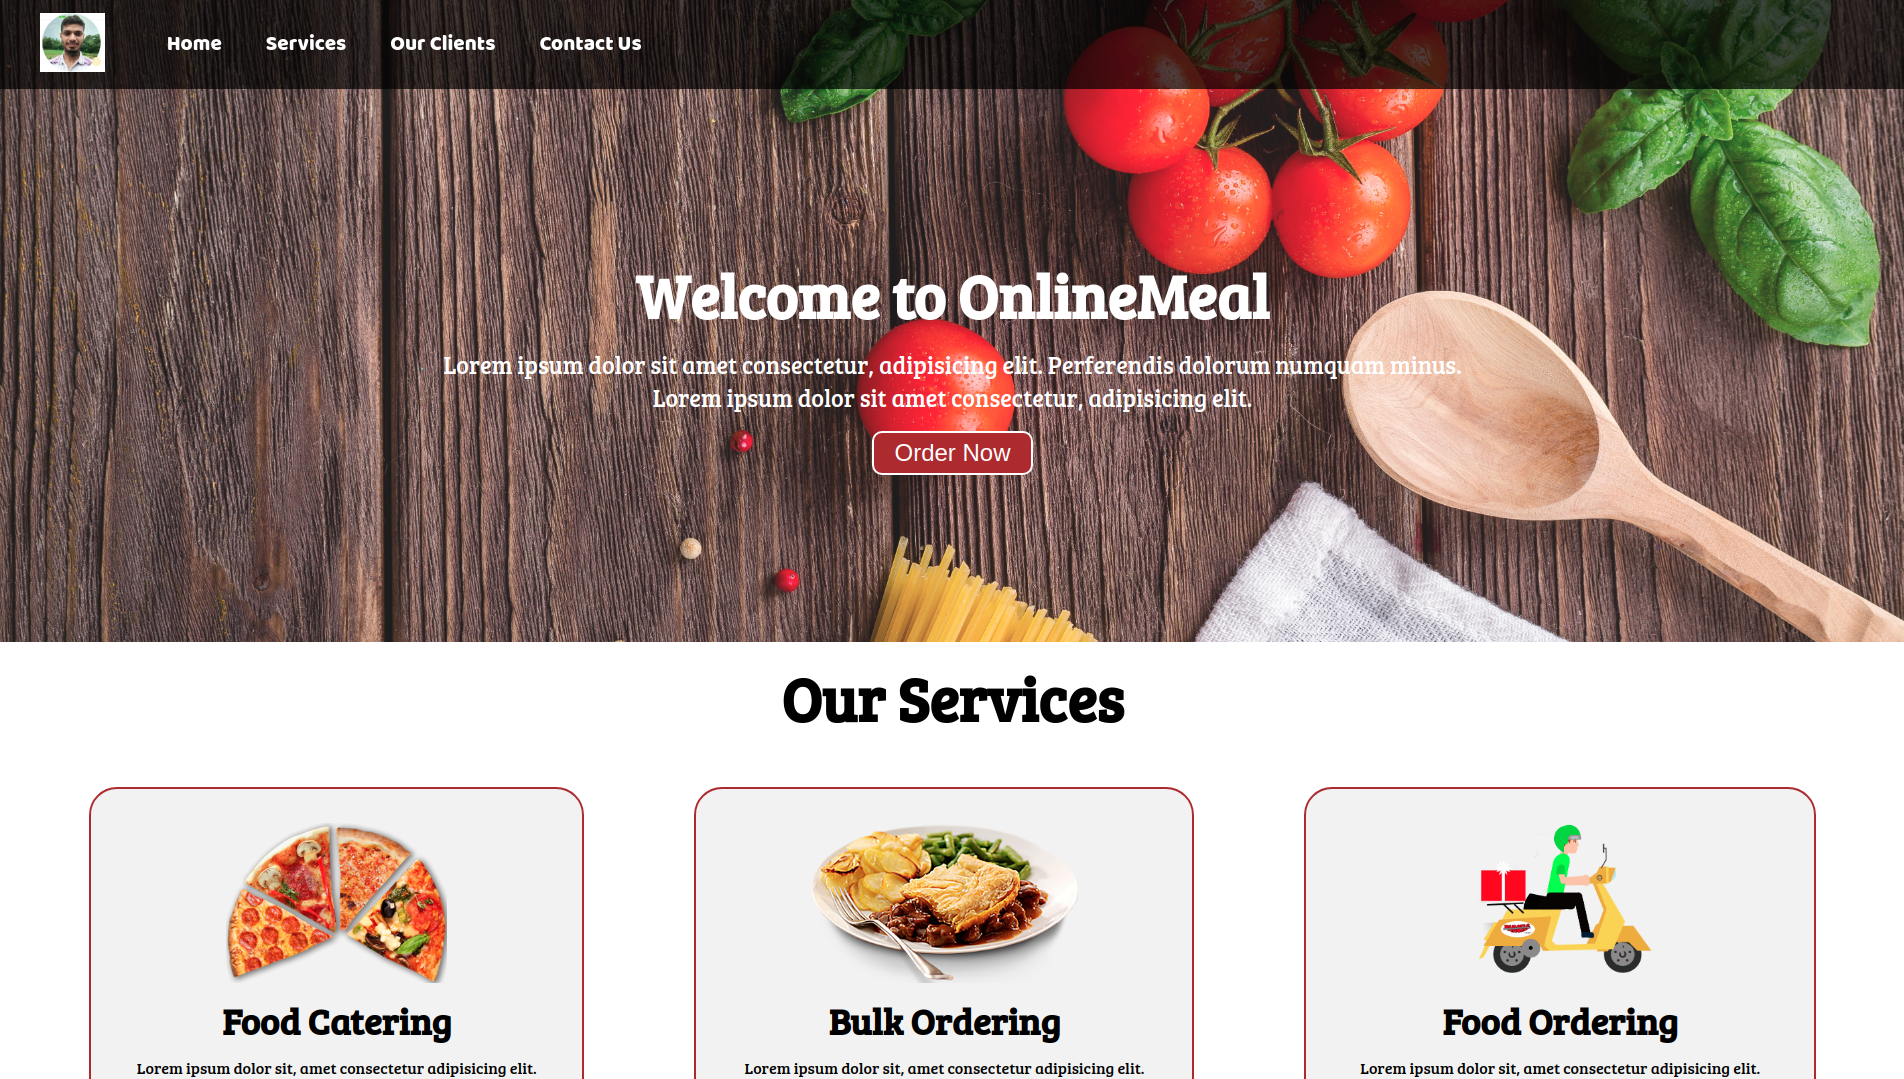 Home Services Our Clients Contact Us
Welcome to OnlineMeal
Lorem ipsum dolor sit amet consectetur, adipisicing elit. Perferendis dolorum numquam minus.
Lorem ipsum dolor sit amet consectetur, adipisicing elit.
Order Now
Our Services
Food Catering
Lorem ipsum dolor sit, amet consectetur adipisicing elit.
Bulk Ordering
Lorem ipsum dolor sit, amet consectetur adipisicing elit.
Food Ordering
Lorem ipsum dolor sit, amet consectetur adipisicing elit.